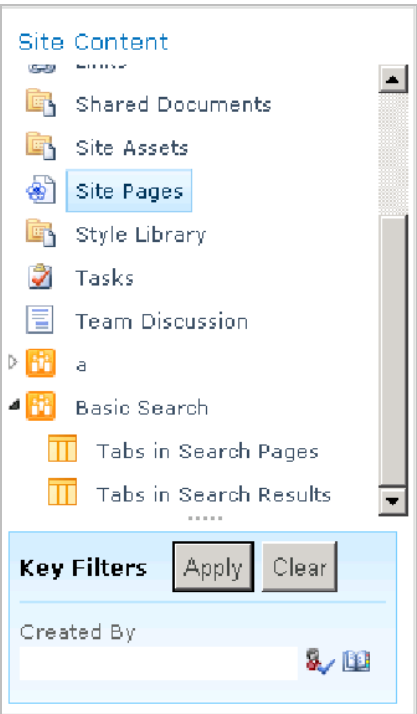 Site Content
Shared Documents
Site Assets
Site Pages
Style Library
Tasks
Team Discussion
a
Basic Search
Tabs in Search Pages
Tabs in Search Results
Key Filters Apply Clear
Created By